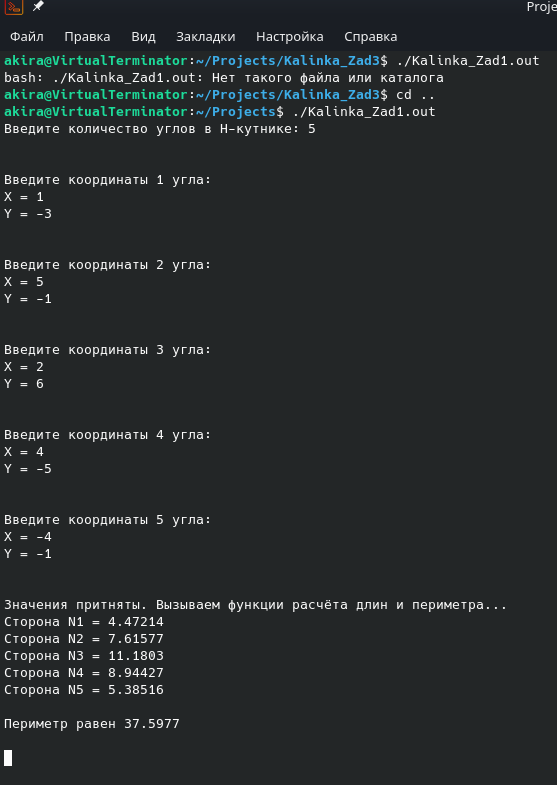 Proje
Файл Правка Вид Закладки Настройка Справка
akira@VirtualTerminator:~/Projects/Kalinka_Zad3$ ./Kalinka_Zad1.out
bash: ./Kalinka_Zad1.out: Нет такого файла или каталога
akira@VirtualTerminator:~/Projects/Kalinka_Zad3$ cd ..
akira@VirtualTerminator:~/Projects$ ./Kalinka_Zad1.out
Введите количество углов в Н-кутнике: 5
Введите координаты 1 угла:
X = 1
Y = -3
Введите координаты 2 угла:
X = 5
Y = -1
Введите координаты 3 угла:
X = 2
Y = 6
Введите координаты 4 угла:
X = 4
Y = -5
Введите координаты 5 угла:
X = -4
Y = -1
Значения притняты. Вызываем функции расчёта длин и периметра...
Сторона N1 = 4.47214
Сторона N2 = 7.61577
Сторона N3 = 11.1803
Сторона N4 = 8.94427
Сторона N5 = 5.38516
Периметр равен 37.5977